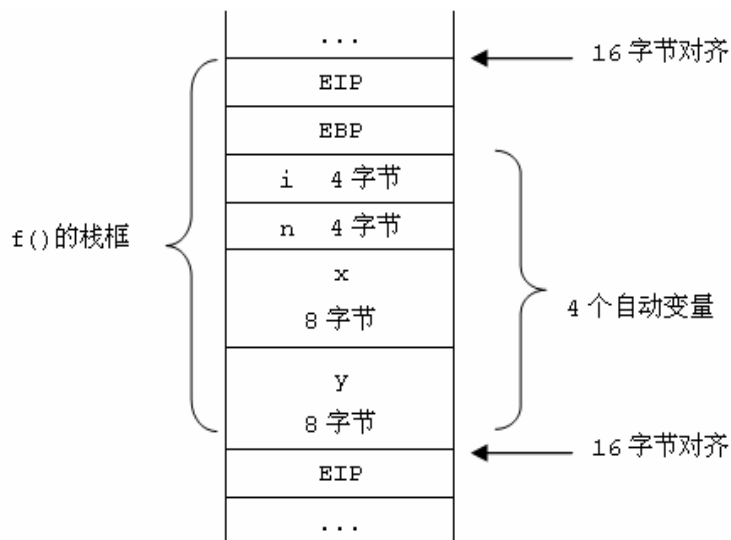 ...
16 字节对齐
EIP
EBP
i 4 字节
n 4 字节
f()的栈框
x
8 字节
4 个自动变量
y
8 字节
16 字节对齐
EIP
...